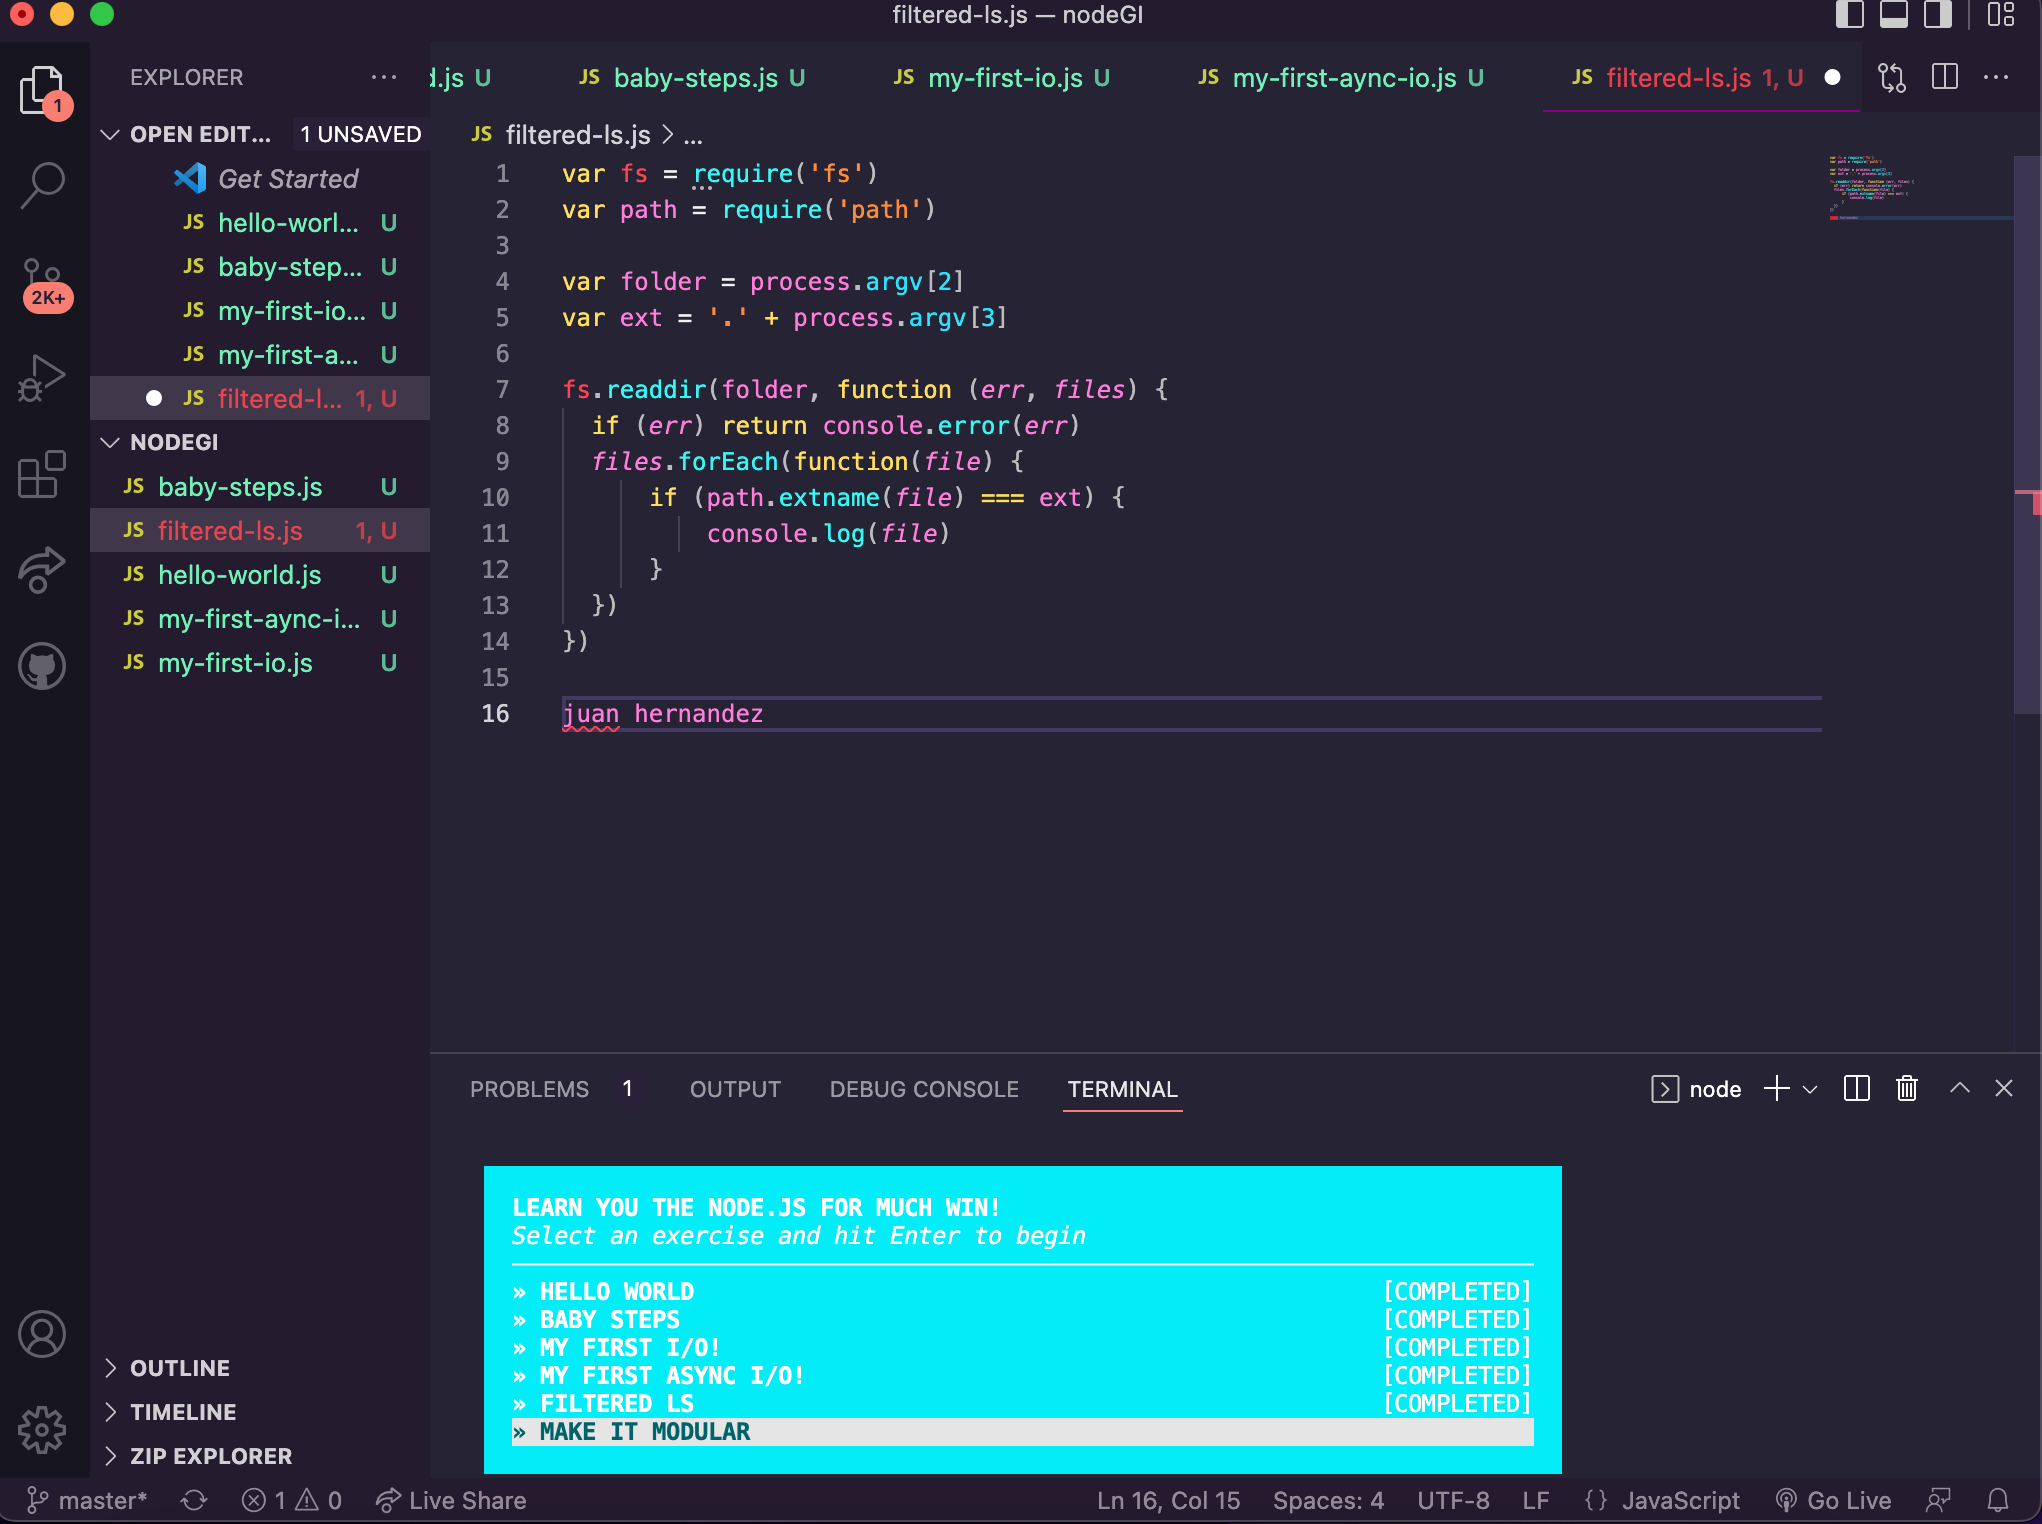 filtered-ls.js — nodeGI
EXPLORER
d.js U
JS baby-steps.js U
JS my-first-io.js U
JS my-first-aync-io.js U
JS filtered-ls.js 1, U
1
OPEN EDIT... 1 UNSAVED
JS filtered-ls.js > ...
Get Started
JS hello-worl... U
JS baby-step... U
JS my-first-io... U
JS my-first-a... U
JS filtered-l... 1, U
2K+
NODEGI
JS baby-steps.js U
JS filtered-ls.js 1, U
JS hello-world.js U
JS my-first-aync-i... U
JS my-first-io.js U
OUTLINE
TIMELINE
ZIP EXPLORER
1 var fs = require('fs')
2 var path = require('path')
3
4 var folder = process.argv[2]
5 var ext = '.' + process.argv[3]
6
7 fs.readdir(folder, function (err, files) {
8 if (err) return console.error(err)
9 files.forEach(function(file) {
10 if (path.extname(file) === ext) {
11 console.log(file)
12 }
13 })
14 })
15
16 juan hernandez
PROBLEMS 1 OUTPUT DEBUG CONSOLE TERMINAL
node
LEARN YOU THE NODE.JS FOR MUCH WIN!
Select an exercise and hit Enter to begin
» HELLO WORLD [COMPLETED]
» BABY STEPS [COMPLETED]
» MY FIRST I/O! [COMPLETED]
» MY FIRST ASYNC I/O! [COMPLETED]
» FILTERED LS [COMPLETED]
» MAKE IT MODULAR
master* 1 0 Live Share Ln 16, Col 15 Spaces: 4 UTF-8 LF {} JavaScript Go Live